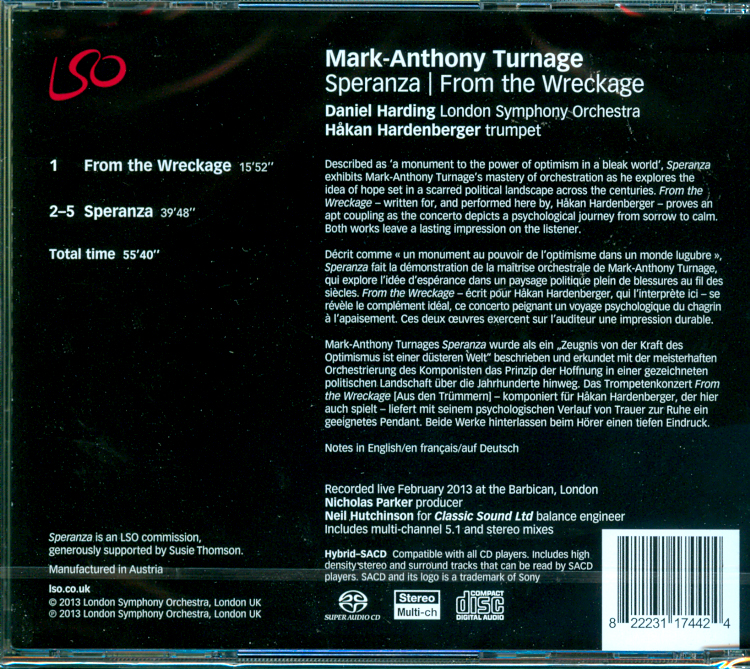 LSO
Mark-Anthony Turnage
Speranza | From the Wreckage
Daniel Harding London Symphony Orchestra
Håkan Hardenberger trumpet
1 From the Wreckage 15'52"
2–5 Speranza 39'48"
Total time 55'40"
Described as ‘a monument to the power of optimism in a bleak world’, Speranza
exhibits Mark-Anthony Turnage's mastery of orchestration as he explores the
idea of hope set in a scarred political landscape across the centuries. From the
Wreckage – written for, and performed here by, Håkan Hardenberger – proves an
apt coupling as the concerto depicts a psychological journey from sorrow to calm.
Both works leave a lasting impression on the listener.
Décrit comme « un monument au pouvoir de l'optimisme dans un monde lugubre »,
Speranza fait la démonstration de la maîtrise orchestrale de Mark-Anthony Turnage,
qui explore l'idée d'espérance dans un paysage politique plein de blessures au fil des
siècles. From the Wreckage – écrit pour Håkan Hardenberger, qui l'interprète ici – se
révèle le complément idéal, ce concerto peignant un voyage psychologique du chagrin
à l'apaisement. Ces deux œuvres exercent sur l'auditeur une impression durable.
Mark-Anthony Turnages Speranza wurde als ein „Zeugnis von der Kraft des
Optimismus ist einer düsteren Welt" beschrieben und erkundet mit der meisterhaften
Orchestrierung des Komponisten das Prinzip der Hoffnung in einer gezeichneten
politischen Landschaft über die Jahrhunderte hinweg. Das Trompetenkonzert From
the Wreckage [Aus den Trümmern] – komponiert für Håkan Hardenberger, der hier
auch spielt – liefert mit seinem psychologischen Verlauf von Trauer zur Ruhe ein
geeignetes Pendant. Beide Werke hinterlassen beim Hörer einen tiefen Eindruck.
Notes in English/en français/auf Deutsch
Recorded live February 2013 at the Barbican, London
Nicholas Parker producer
Neil Hutchinson for Classic Sound Ltd balance engineer
Includes multi-channel 5.1 and stereo mixes
Hybrid–SACD Compatible with all CD players. Includes high
density stereo and surround tracks that can be read by SACD
players. SACD and its logo is a trademark of Sony
SUPER AUDIO CD
Stereo
Multi-ch
COMPACT
disc
DIGITAL AUDIO
Speranza is an LSO commission,
generously supported by Susie Thomson.
Manufactured in Austria
lso.co.uk
© 2013 London Symphony Orchestra, London UK
℗ 2013 London Symphony Orchestra, London UK
8 22231 17442 4